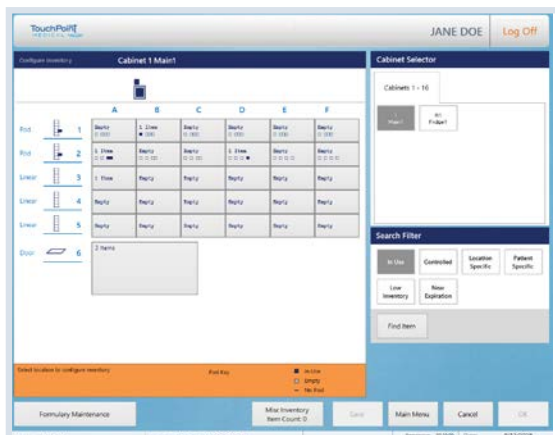 TouchPoint
MEDICAL
JANE DOE
Log Off
Configure Inventory
Cabinet 1 Main1
A B C D E F
Pod 1 Empty 1 Item Empty Empty Empty Empty
Pod 2 1 Item Empty Empty 1 Item Empty Empty
Linear 3 1 Item Empty Empty Empty Empty Empty
Linear 4 Empty Empty Empty Empty Empty Empty
Linear 5 Empty Empty Empty Empty Empty Empty
Door 6 2 Items
Select location to configure inventory
Pod Key
In Use
Empty
No Pod
Cabinet Selector
Cabinets 1 - 16
Main1
Fridge1
Search Filter
In Use
Controlled
Location
Specific
Patient
Specific
Low
Inventory
Near
Expiration
Find Item
Formulary Maintenance
Misc Inventory
Item Count: 0
Save
Main Menu
Cancel
OK